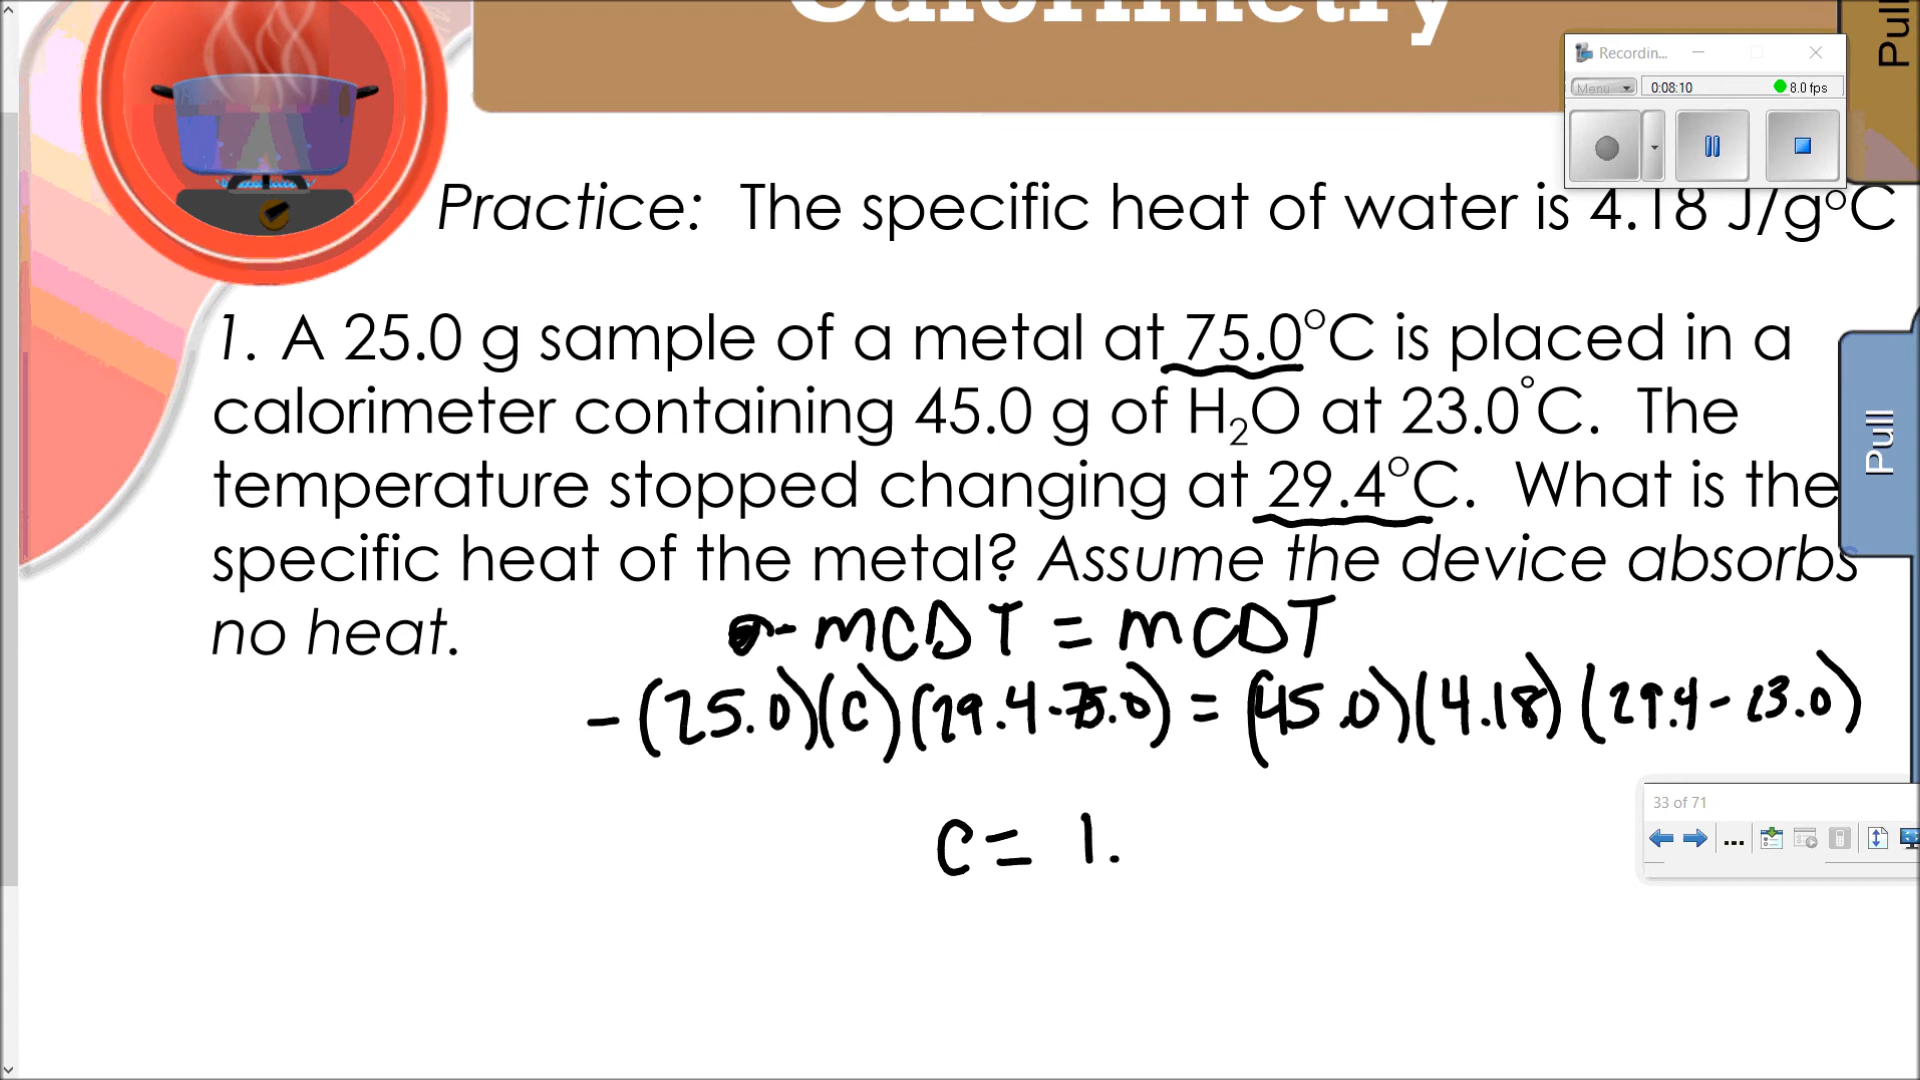 Calorimetry
Recordin...
Menu
0:08:10
8.0 fps
Pull
Practice: The specific heat of water is 4.18 J/g°C
1. A 25.0 g sample of a metal at 75.0°C is placed in a
calorimeter containing 45.0 g of H₂O at 23.0°C. The
temperature stopped changing at 29.4°C. What is the
specific heat of the metal? Assume the device absorbs
no heat.
- mCΔT = mCΔT
-(25.0)(C)(29.4-75.0) = (45.0)(4.18)(29.4-23.0)
C = 1.
Pull
33 of 71